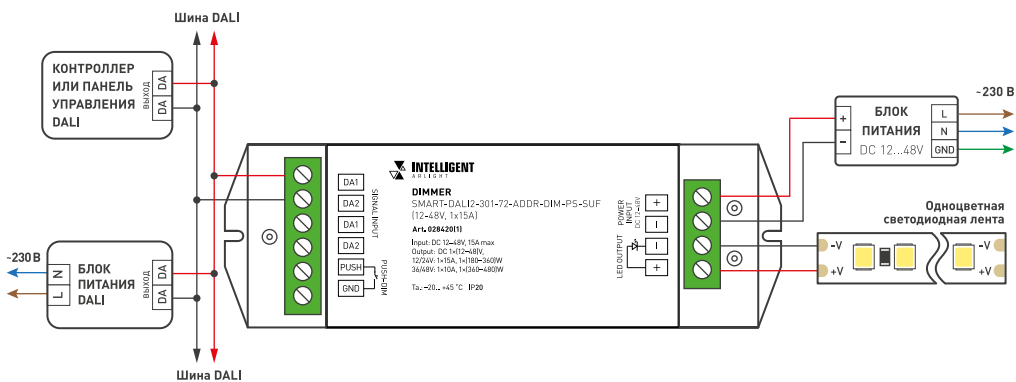 Шина DALI
КОНТРОЛЛЕР
ИЛИ ПАНЕЛЬ
УПРАВЛЕНИЯ
DALI
ВЫХОД
DA
DA
~230 В
N
L
БЛОК
ПИТАНИЯ
DALI
ВЫХОД
DA
DA
Шина DALI
DA1
DA2
DA1
DA2
PUSH
GND
SIGNAL INPUT
PUSH-DIM
INTELLIGENT
ARLIGHT
DIMMER
SMART-DALI2-301-72-ADDR-DIM-PS-SUF
(12-48V, 1x15A)
Art. 028420(1)
Input: DC 12-48V, 15A max
Output: DC 1×(12-48)V,
12/24V: 1×15A, 1×(180-360)W
36/48V: 1×10A, 1×(360-480)W
Ta.: -20... +45 °C IP20
POWER
INPUT
DC 12-48V
LED OUTPUT
+
–
–
+
+
–
БЛОК
ПИТАНИЯ
DC 12...48V
L
N
GND
~230 В
Одноцветная
светодиодная лента
-V
+V
-V
+V